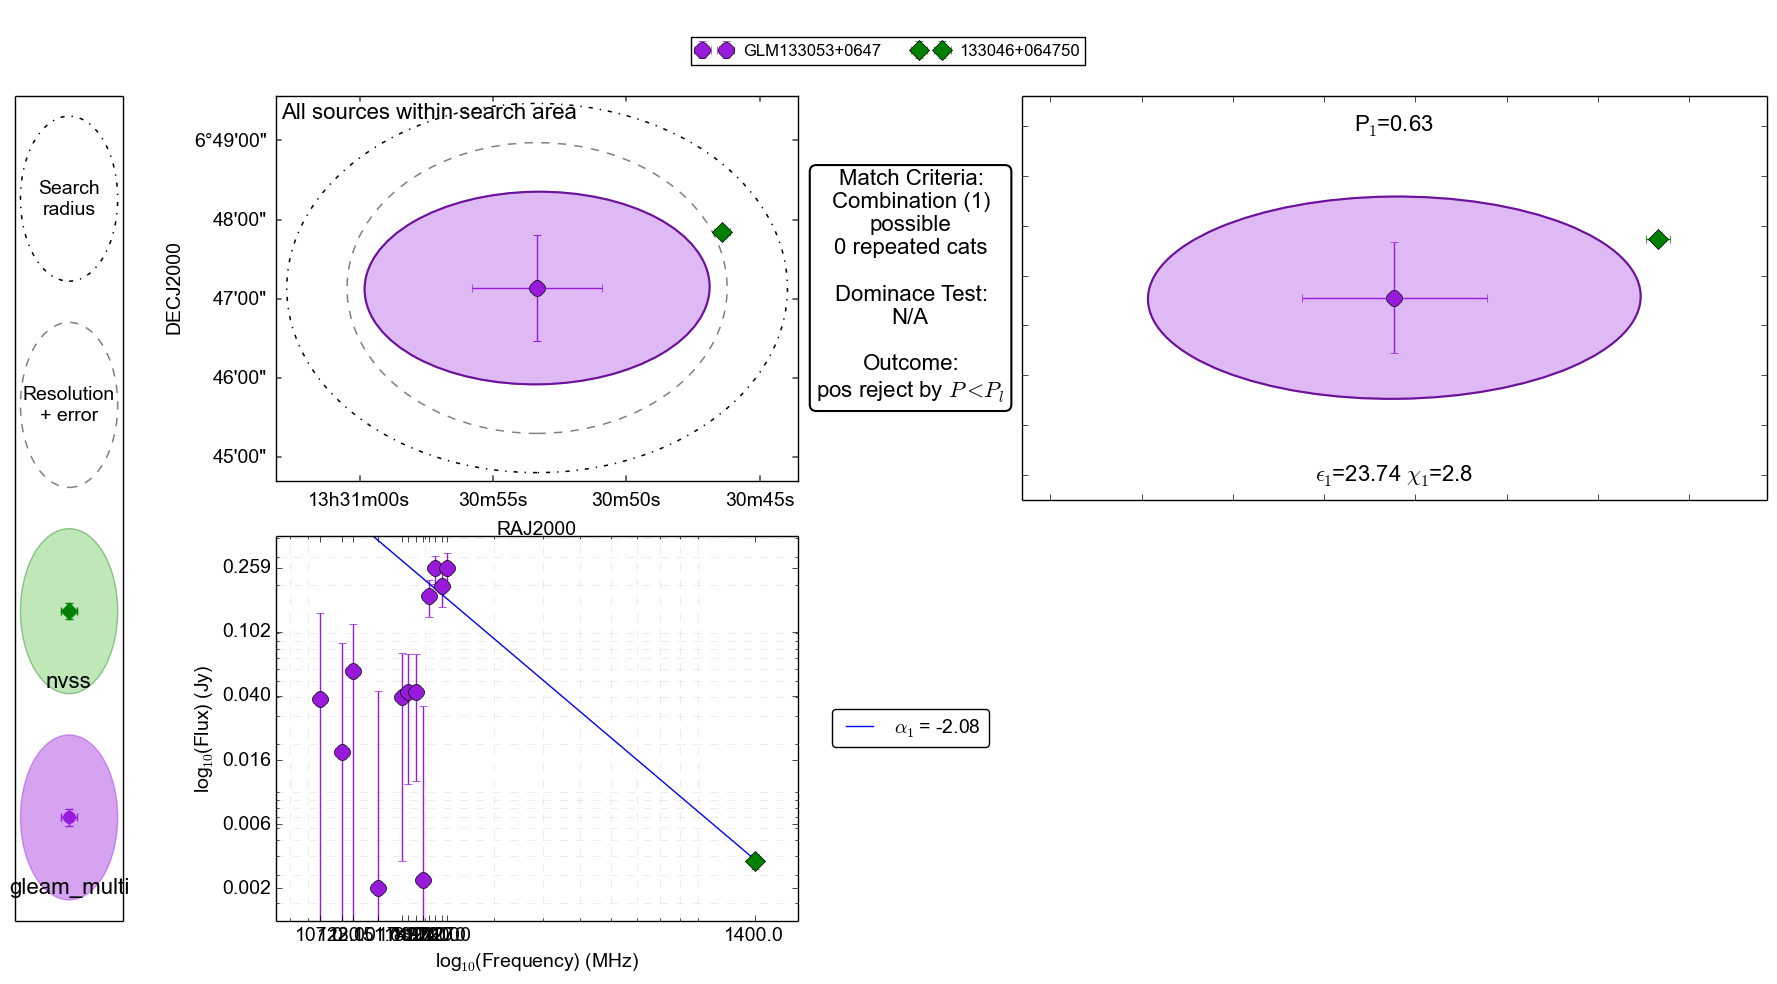 GLM133053+0647
133046+064750
Search
radius
Resolution
+ error
nvss
gleam_multi
All sources within search area
6°49'00"
48'00"
47'00"
46'00"
45'00"
DECJ2000
13h31m00s
30m55s
30m50s
30m45s
RAJ2000
Match Criteria:
Combination (1)
possible
0 repeated cats
Dominace Test:
N/A
Outcome:
pos reject by P<P_l
P₁=0.63
ϵ₁=23.74 χ₁=2.8
0.259
0.102
0.040
0.016
0.006
0.002
log₁₀(Flux) (Jy)
1400.0
log₁₀(Frequency) (MHz)
α₁ = -2.08